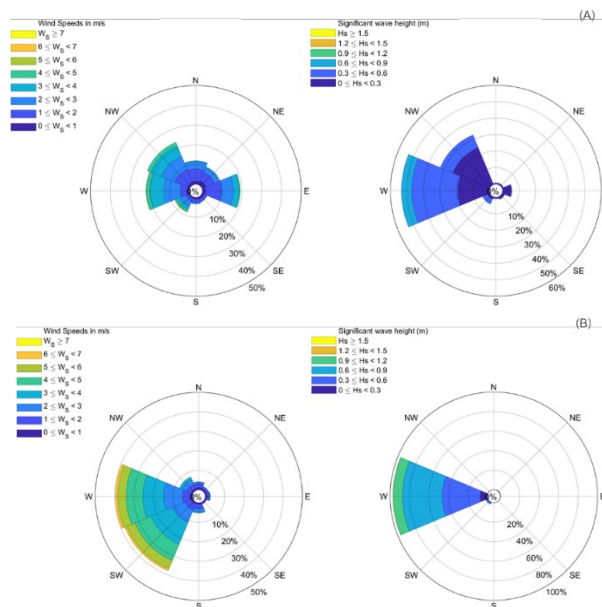 (A)
Wind Speeds in m/s
W_S ≥ 7
6 ≤ W_S < 7
5 ≤ W_S < 6
4 ≤ W_S < 5
3 ≤ W_S < 4
2 ≤ W_S < 3
1 ≤ W_S < 2
0 ≤ W_S < 1
N
NW
NE
W
0%
E
10%
20%
30%
40%
50%
SW
SE
S
Significant wave height (m)
Hs ≥ 1.5
1.2 ≤ Hs < 1.5
0.9 ≤ Hs < 1.2
0.6 ≤ Hs < 0.9
0.3 ≤ Hs < 0.6
0 ≤ Hs < 0.3
N
NW
NE
W
0%
E
10%
20%
30%
40%
50%
60%
SW
SE
S
(B)
Wind Speeds in m/s
W_S ≥ 7
6 ≤ W_S < 7
5 ≤ W_S < 6
4 ≤ W_S < 5
3 ≤ W_S < 4
2 ≤ W_S < 3
1 ≤ W_S < 2
0 ≤ W_S < 1
N
NW
NE
W
0%
E
10%
20%
30%
40%
50%
SW
SE
S
Significant wave height (m)
Hs ≥ 1.5
1.2 ≤ Hs < 1.5
0.9 ≤ Hs < 1.2
0.6 ≤ Hs < 0.9
0.3 ≤ Hs < 0.6
0 ≤ Hs < 0.3
N
NW
NE
W
0%
20%
40%
60%
80%
100%
SW
SE
S